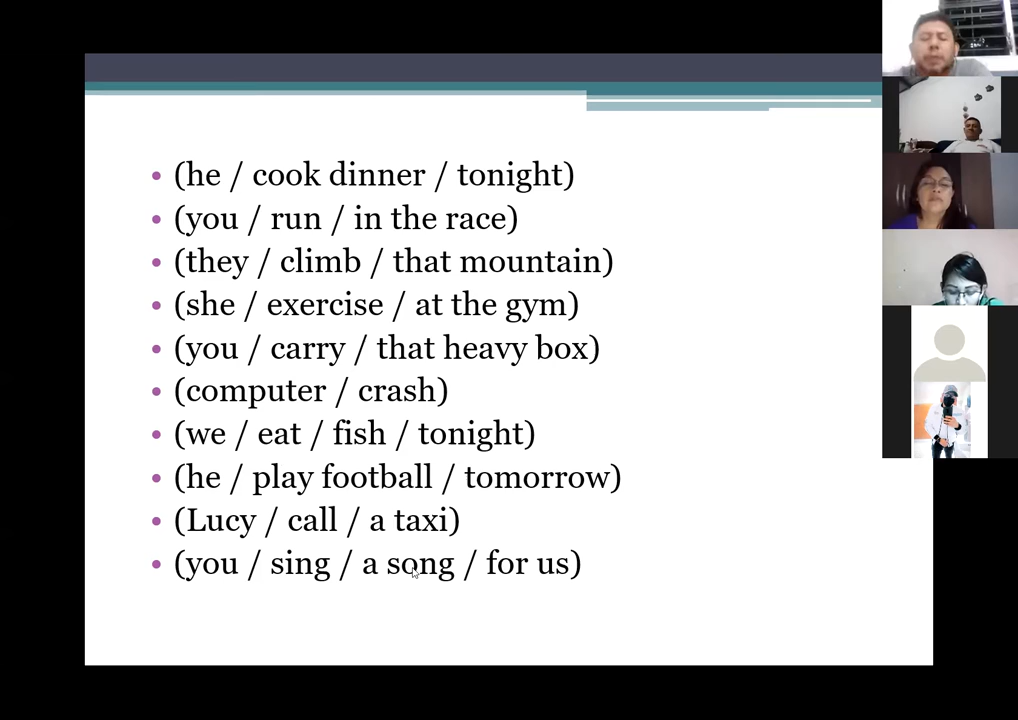 (he / cook dinner / tonight)
(you / run / in the race)
(they / climb / that mountain)
(she / exercise / at the gym)
(you / carry / that heavy box)
(computer / crash)
(we / eat / fish / tonight)
(he / play football / tomorrow)
(Lucy / call / a taxi)
(you / sing / a song / for us)